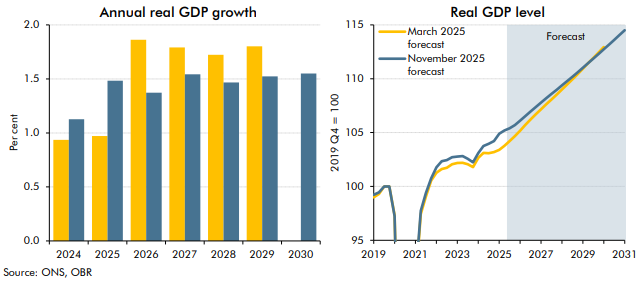 Annual real GDP growth
2.0
1.5
1.0
0.5
0.0
Per cent
2024 2025 2026 2027 2028 2029 2030
Real GDP level
115
110
105
100
95
2019 Q4 = 100
March 2025
forecast
November 2025
forecast
Forecast
2019 2021 2023 2025 2027 2029 2031
Source: ONS, OBR